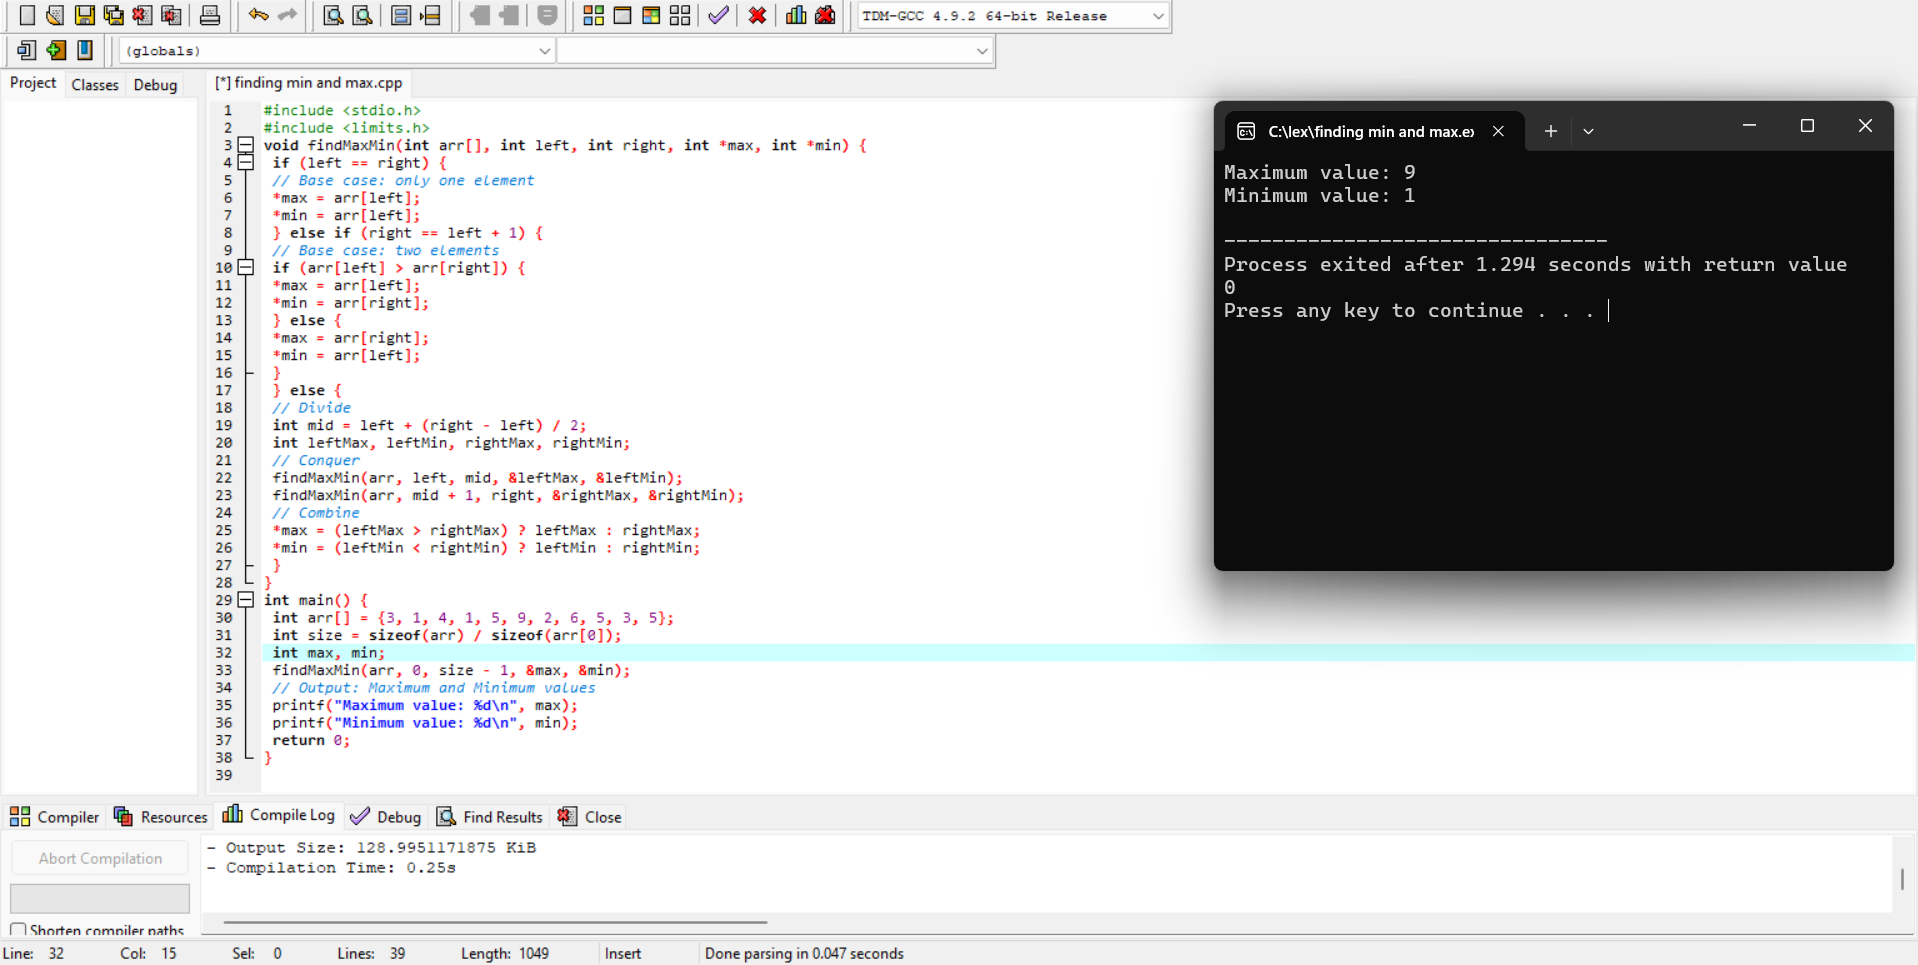 TDM-GCC 4.9.2 64-bit Release
(globals)
Project Classes Debug [*] finding min and max.cpp
1 #include <stdio.h>
2 #include <limits.h>
3 void findMaxMin(int arr[], int left, int right, int *max, int *min) {
4 if (left == right) {
5 // Base case: only one element
6 *max = arr[left];
7 *min = arr[left];
8 } else if (right == left + 1) {
9 // Base case: two elements
10 if (arr[left] > arr[right]) {
11 *max = arr[left];
12 *min = arr[right];
13 } else {
14 *max = arr[right];
15 *min = arr[left];
16 }
17 } else {
18 // Divide
19 int mid = left + (right - left) / 2;
20 int leftMax, leftMin, rightMax, rightMin;
21 // Conquer
22 findMaxMin(arr, left, mid, &leftMax, &leftMin);
23 findMaxMin(arr, mid + 1, right, &rightMax, &rightMin);
24 // Combine
25 *max = (leftMax > rightMax) ? leftMax : rightMax;
26 *min = (leftMin < rightMin) ? leftMin : rightMin;
27 }
28 }
29 int main() {
30 int arr[] = {3, 1, 4, 1, 5, 9, 2, 6, 5, 3, 5};
31 int size = sizeof(arr) / sizeof(arr[0]);
32 int max, min;
33 findMaxMin(arr, 0, size - 1, &max, &min);
34 // Output: Maximum and Minimum values
35 printf("Maximum value: %d\n", max);
36 printf("Minimum value: %d\n", min);
37 return 0;
38 }
39
C:\lex\finding min and max.ex
Maximum value: 9
Minimum value: 1
--------------------------------
Process exited after 1.294 seconds with return value
0
Press any key to continue . . .
Compiler Resources Compile Log Debug Find Results Close
Abort Compilation
Shorten compiler paths
- Output Size: 128.9951171875 KiB
- Compilation Time: 0.25s
Line: 32 Col: 15 Sel: 0 Lines: 39 Length: 1049 Insert Done parsing in 0.047 seconds